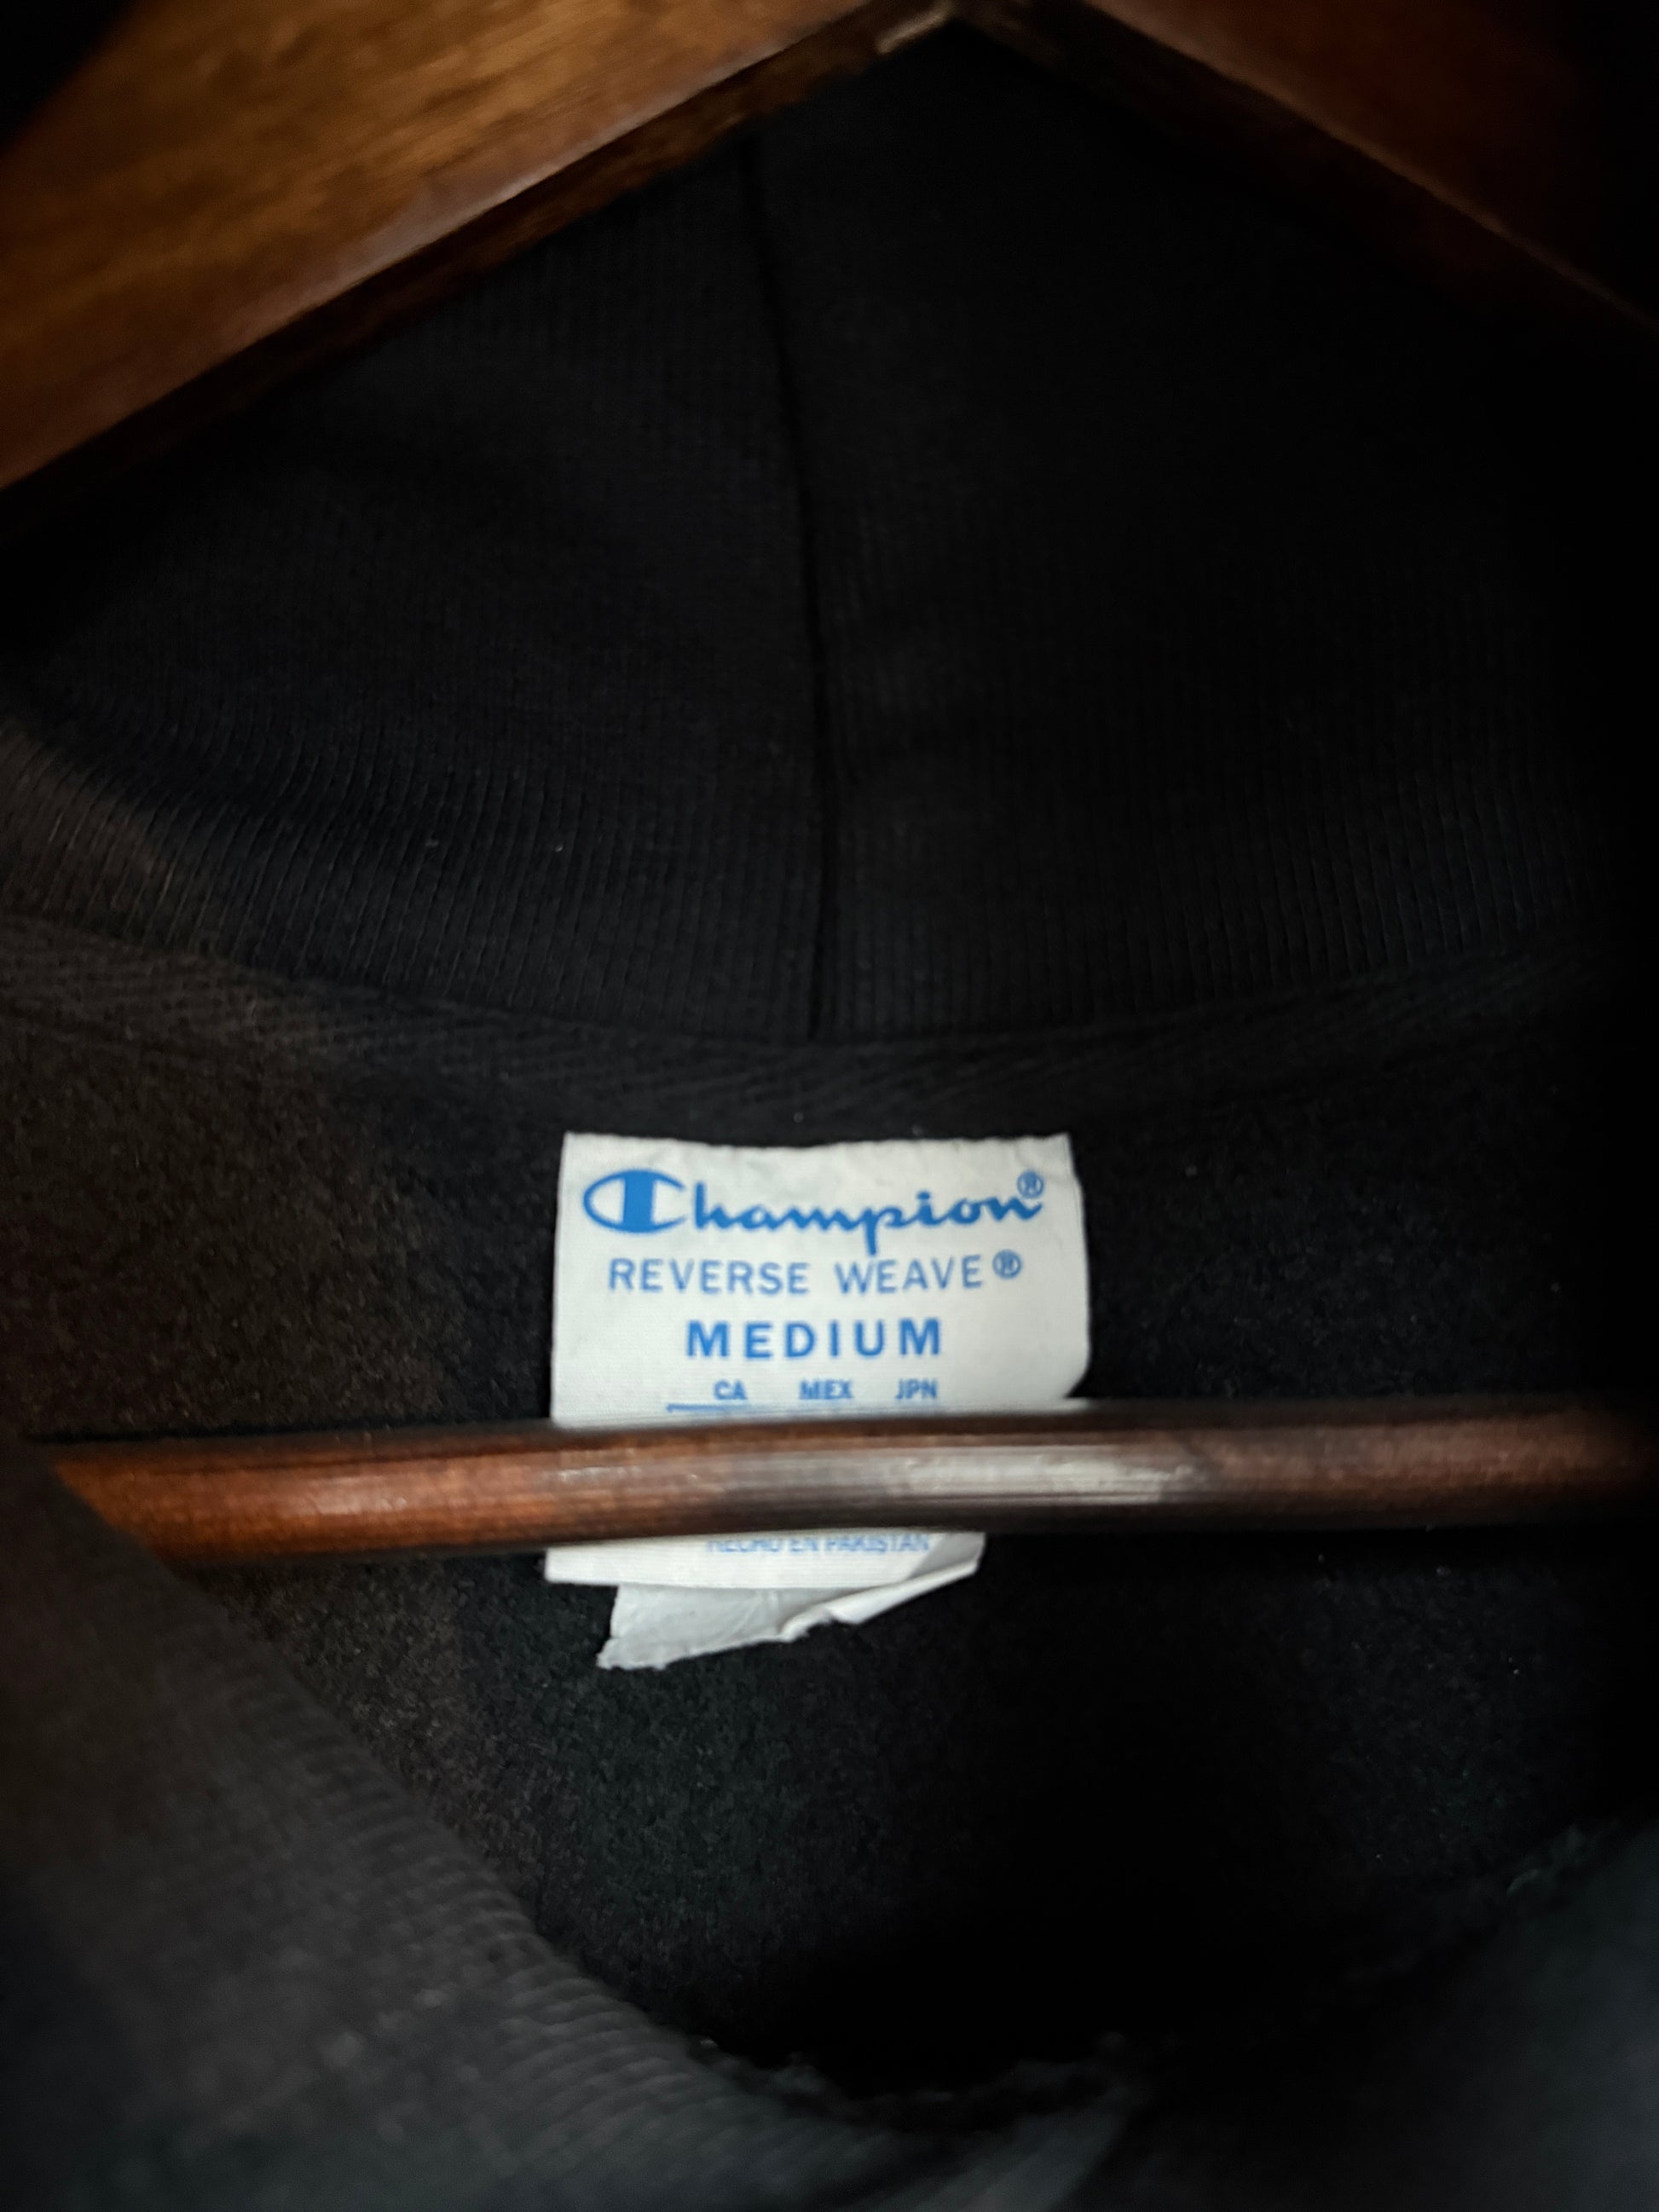 Champion®
REVERSE WEAVE®
MEDIUM
CA MEX JPN
HECHO EN PAKISTAN